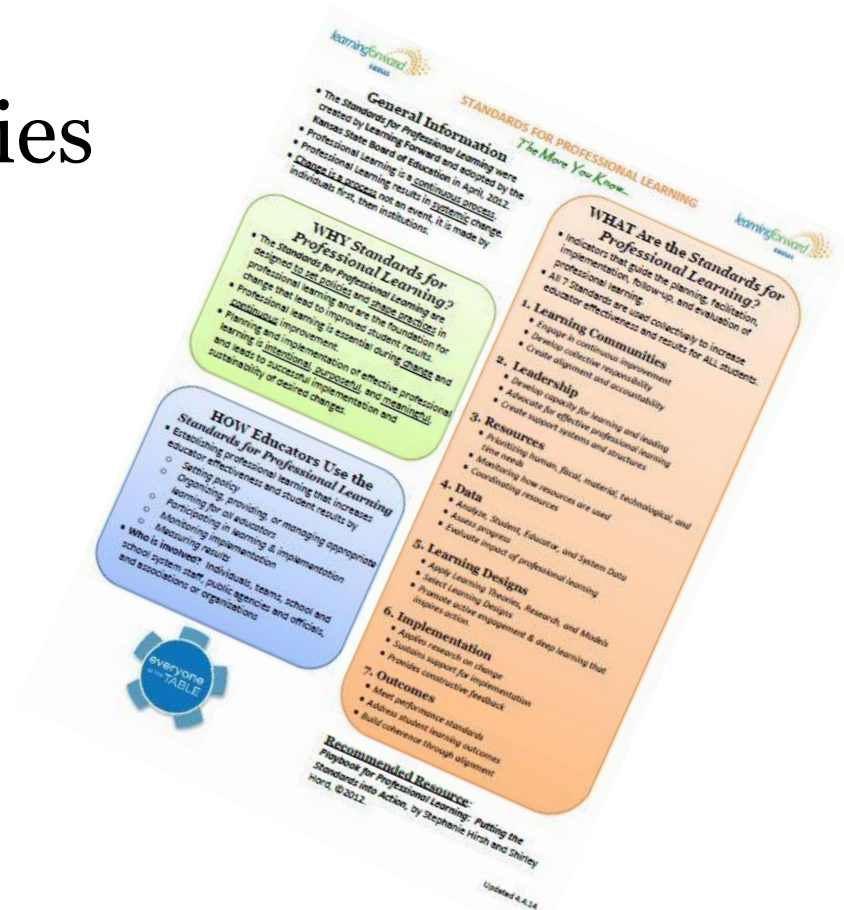 ies
learningforward
KANSAS
STANDARDS FOR PROFESSIONAL LEARNING
The More You Know...
learningforward
KANSAS
General Information
• The Standards for Professional Learning were
created by Learning Forward and adopted by the
Kansas State Board of Education in April, 2012.
• Professional Learning is a continuous process.
• Professional Learning results in systemic change.
• Change is a process not an event, it is made by
individuals first, then institutions.
WHY Standards for
Professional Learning?
• The Standards for Professional Learning are
designed to set policies and shape practices in
professional learning and are the foundation for
change that lead to improved student results.
• Professional learning is essential during change and
continuous improvement.
• Planning and implementation of effective professional
learning is intentional, purposeful, and meaningful,
and leads to successful implementation and
sustainability of desired changes.
HOW Educators Use the
Standards for Professional Learning
• Establishing professional learning that increases
educator effectiveness and student results by
o Setting policy
o Organizing, providing, or managing appropriate
learning for all educators
o Participating in learning & implementation
o Monitoring implementation
o Measuring results
• Who is involved? Individuals, teams, school and
school system staff, public agencies and officials,
and associations or organizations
everyone
at the TABLE
WHAT Are the Standards for
Professional Learning?
• Indicators that guide the planning, facilitation,
implementation, follow-up, and evaluation of
professional learning.
• All 7 Standards are used collectively to increase
educator effectiveness and results for ALL students.
1. Learning Communities
• Engage in continuous improvement
• Develop collective responsibility
• Create alignment and accountability
2. Leadership
• Develop capacity for learning and leading
• Advocate for effective professional learning
• Create support systems and structures
3. Resources
• Prioritizing human, fiscal, material, technological, and
time needs
• Monitoring how resources are used
• Coordinating resources
4. Data
• Analyze, Student, Educator, and System Data
• Assess progress
• Evaluate impact of professional learning
5. Learning Designs
• Apply Learning Theories, Research, and Models
• Select Learning Designs
• Promote active engagement & deep learning that
inspires action.
6. Implementation
• Applies research on change
• Sustains support for implementation
• Provides constructive feedback
7. Outcomes
• Meet performance standards
• Address student learning outcomes
• Build coherence through alignment
Recommended Resource:
Playbook for Professional Learning: Putting the
Standards into Action, by Stephanie Hirsh and Shirley
Hord, ©2012.
Updated 4.4.14